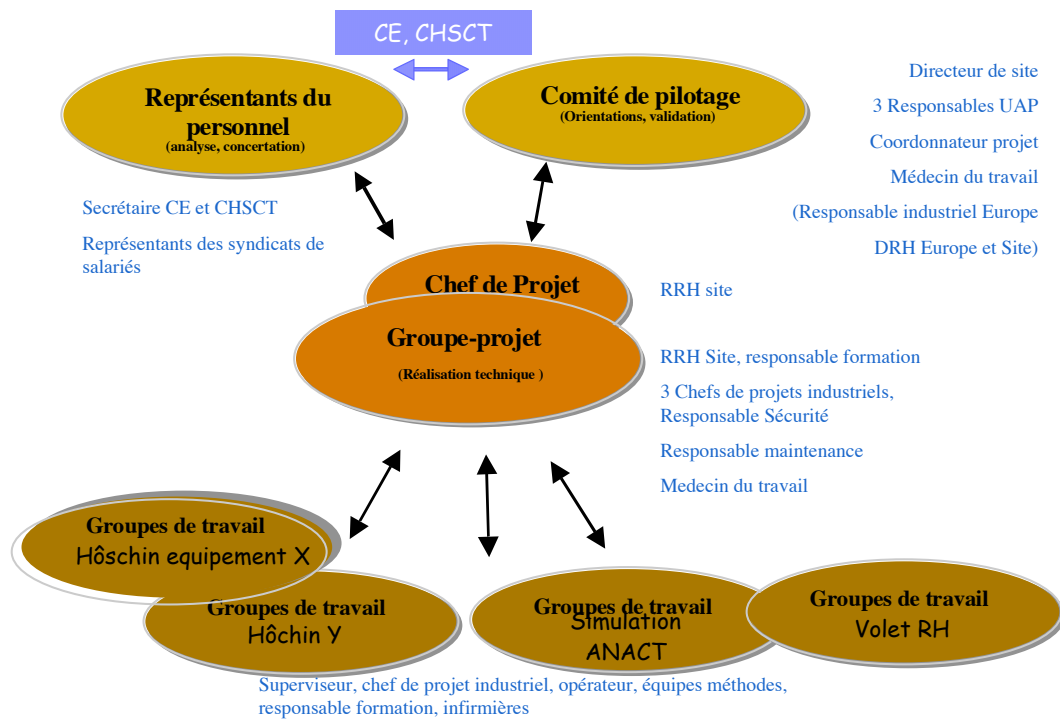 CE, CHSCT
Représentants du
personnel
(analyse, concertation)
Comité de pilotage
(Orientations, validation)
Directeur de site
3 Responsables UAP
Coordonnateur projet
Médecin du travail
(Responsable industriel Europe
DRH Europe et Site)
Secrétaire CE et CHSCT
Représentants des syndicats de
salariés
Chef de Projet
RRH site
Groupe-projet
(Réalisation technique )
RRH Site, responsable formation
3 Chefs de projets industriels,
Responsable Sécurité
Responsable maintenance
Medecin du travail
Groupes de travail
Hôschin equipement X
Groupes de travail
Hôchin Y
Groupes de travail
Simulation
ANACT
Groupes de travail
Volet RH
Superviseur, chef de projet industriel, opérateur, équipes méthodes,
responsable formation, infirmières